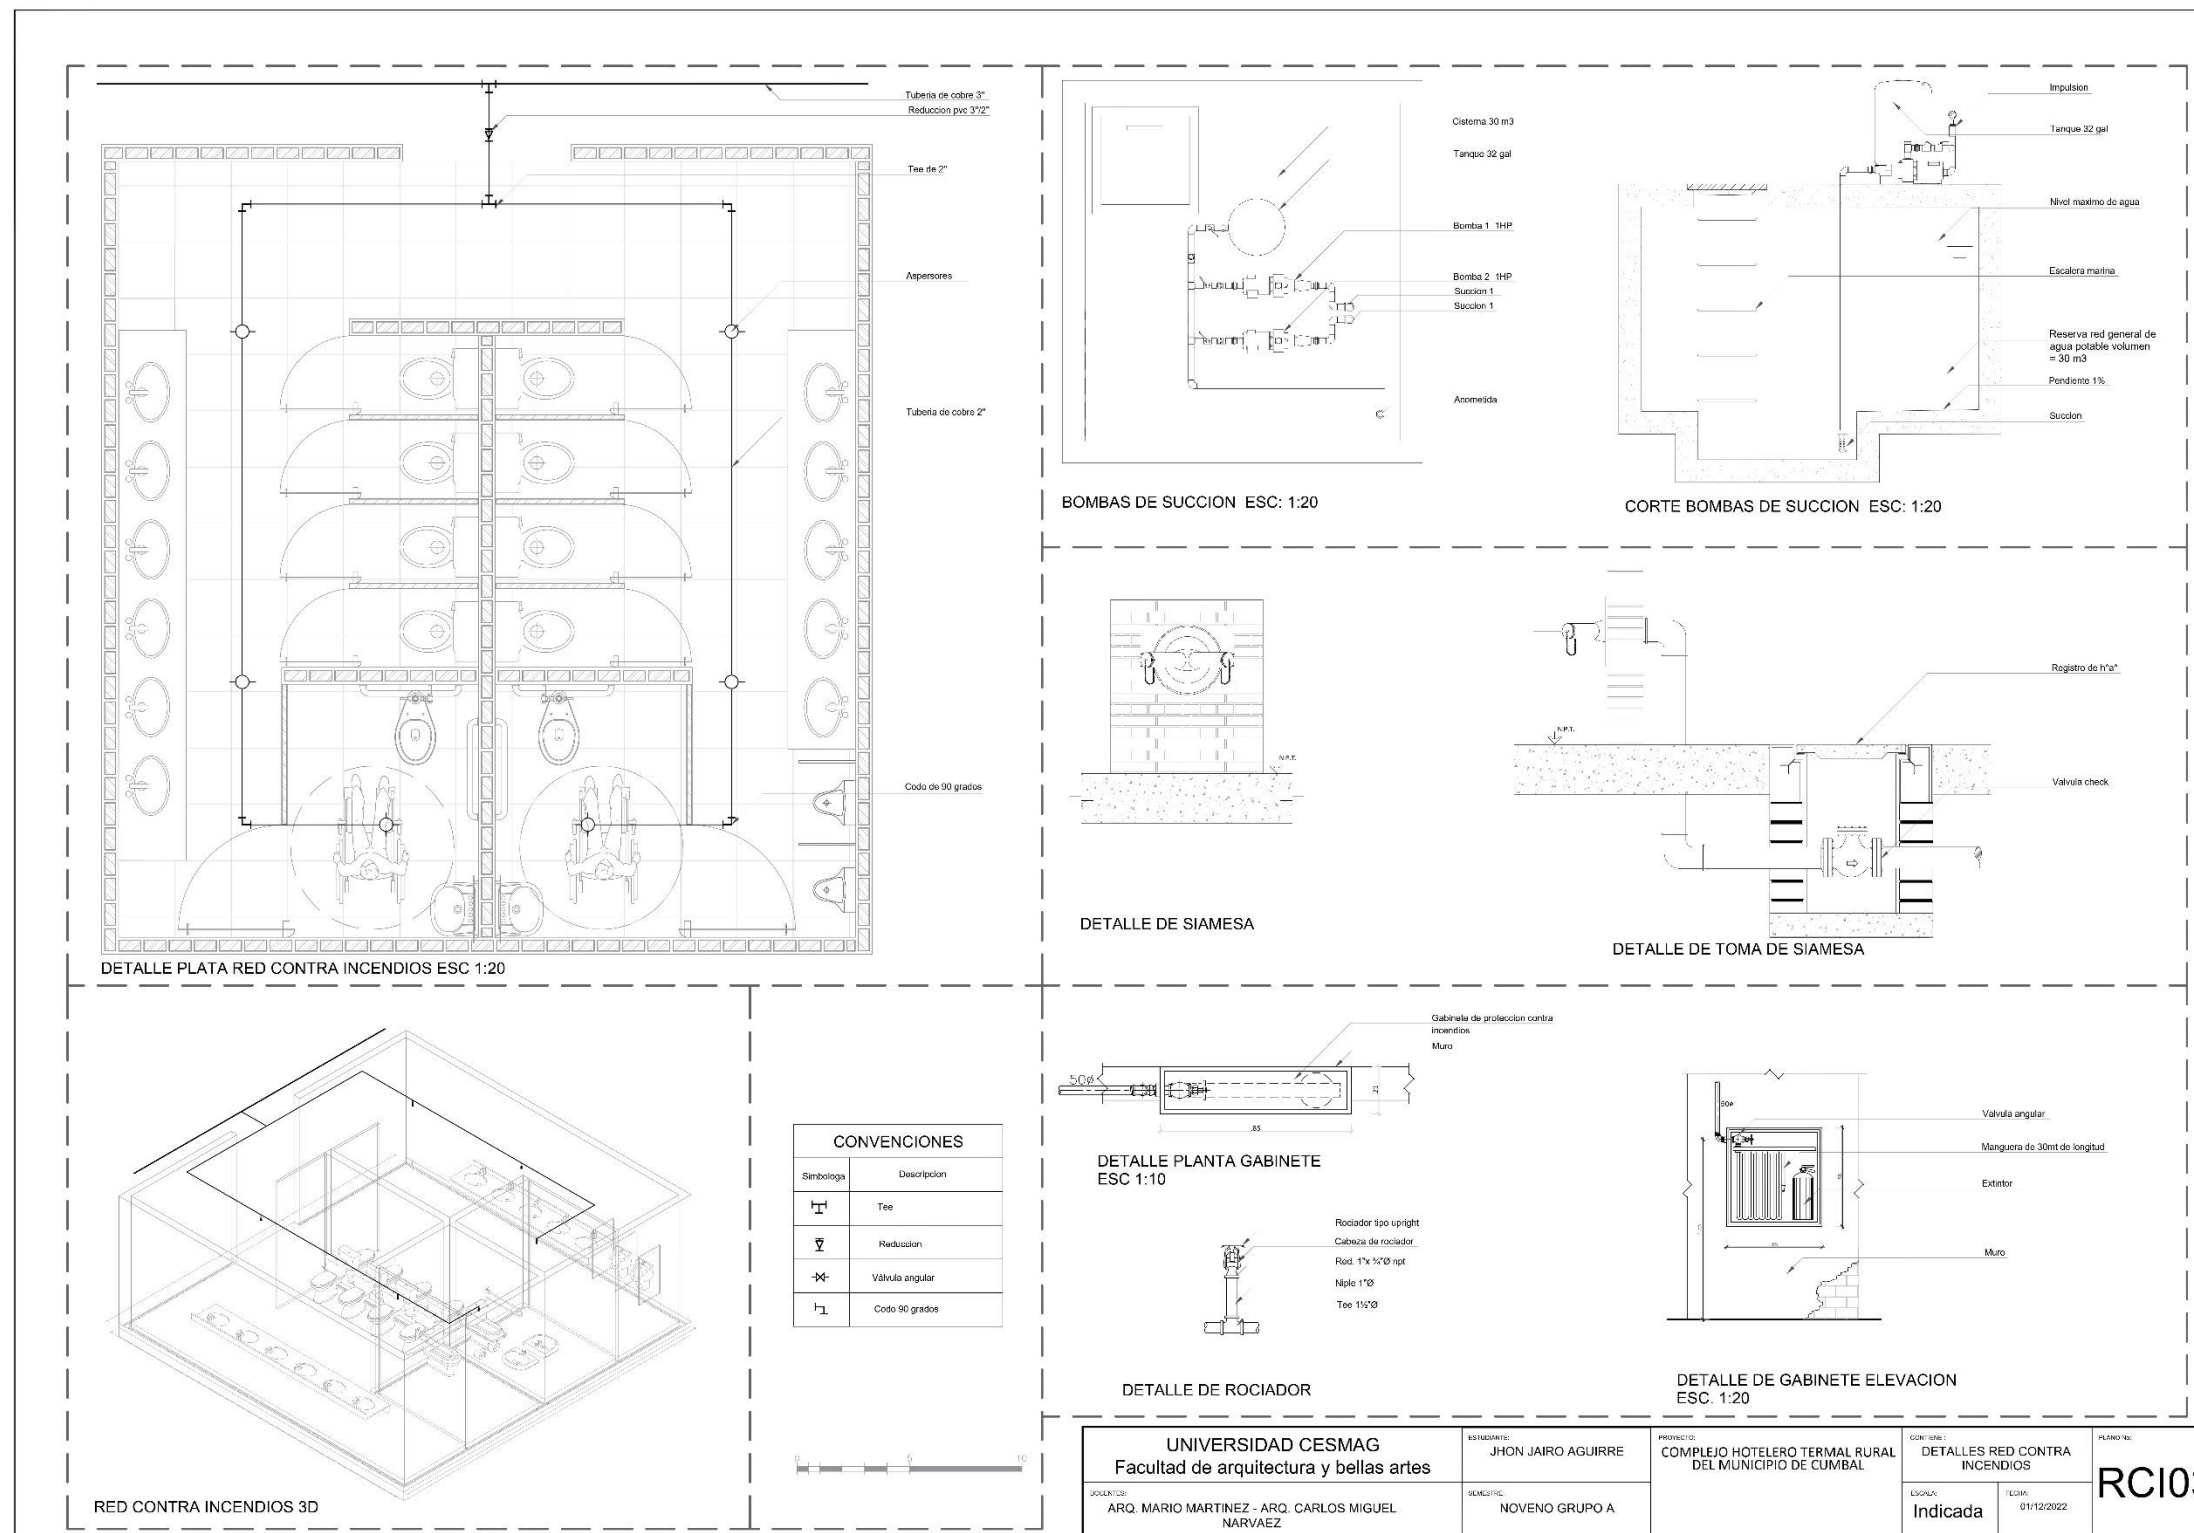 Tuberia de cobre 3"
Reduccion pvc 3"/2"
Tee de 2"
Aspersores
Tuberia de cobre 2"
Codo de 90 grados
DETALLE PLATA RED CONTRA INCENDIOS ESC 1:20
Cisterna 30 m3
Tanque 32 gal
Bomba 1 1HP
Bomba 2 1HP
Succion 1
Succion 1
Acometida
BOMBAS DE SUCCION ESC: 1:20
Impulsion
Tanque 32 gal
Nivel maximo de agua
Escalera marina
Reserva red general de
agua potable volumen
= 30 m3
Pendiente 1%
Succion
CORTE BOMBAS DE SUCCION ESC: 1:20
N.P.T.
DETALLE DE SIAMESA
N.P.T.
Registro de h°a°
Valvula check
DETALLE DE TOMA DE SIAMESA
RED CONTRA INCENDIOS 3D
CONVENCIONES
Simbologa Descripcion
Tee
Reduccion
Válvula angular
Codo 90 grados
0 5 10
Gabinete de proteccion contra
incendios
Muro
50ø
.21
.85
DETALLE PLANTA GABINETE
ESC 1:10
Rociador tipo upright
Cabeza de rociador
Red. 1"x ¾"Ø npt
Niple 1"Ø
Tee 1½"Ø
DETALLE DE ROCIADOR
50ø
Valvula angular
Manguera de 30mt de longitud
Extintor
Muro
DETALLE DE GABINETE ELEVACION
ESC. 1:20
UNIVERSIDAD CESMAG
Facultad de arquitectura y bellas artes
DOCENTES:
ARQ. MARIO MARTINEZ - ARQ. CARLOS MIGUEL
NARVAEZ
ESTUDIANTE:
JHON JAIRO AGUIRRE
SEMESTRE:
NOVENO GRUPO A
PROYECTO:
COMPLEJO HOTELERO TERMAL RURAL
DEL MUNICIPIO DE CUMBAL
CONTIENE:
DETALLES RED CONTRA
INCENDIOS
ESCALA:
Indicada
FECHA:
01/12/2022
PLANO No:
RCI03